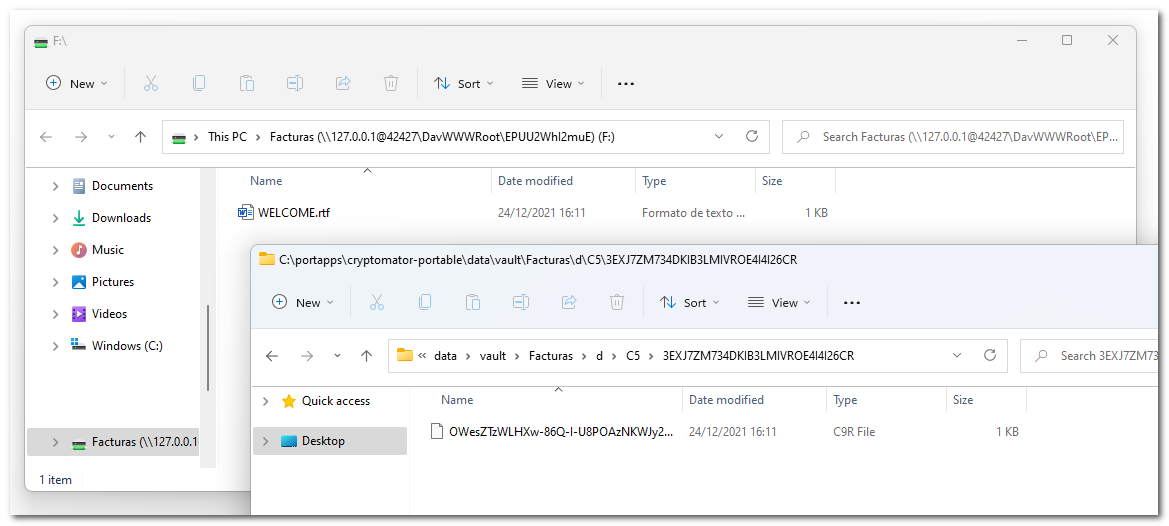 F:\
New
Sort
View
This PC > Facturas (\\127.0.0.1@42427\DavWWWRoot\EPUU2Whl2muE) (F:)
Search Facturas (\\127.0.0.1@42427\DavWWWRoot\EP...
Documents
Downloads
Music
Pictures
Videos
Windows (C:)
Facturas (\\127.0.0.1
Name
Date modified
Type
Size
WELCOME.rtf
24/12/2021 16:11
Formato de texto ...
1 KB
1 item
C:\portapps\cryptomator-portable\data\vault\Facturas\d\C5\3EXJ7ZM734DKIB3LMIVROE4I4I26CR
New
Sort
View
« data > vault > Facturas > d > C5 > 3EXJ7ZM734DKIB3LMIVROE4I4I26CR
Search 3EXJ7ZM73
Quick access
Desktop
Name
Date modified
Type
Size
OWesZTzWLHXw-86Q-I-U8POAzNKWJy2...
24/12/2021 16:11
C9R File
1 KB